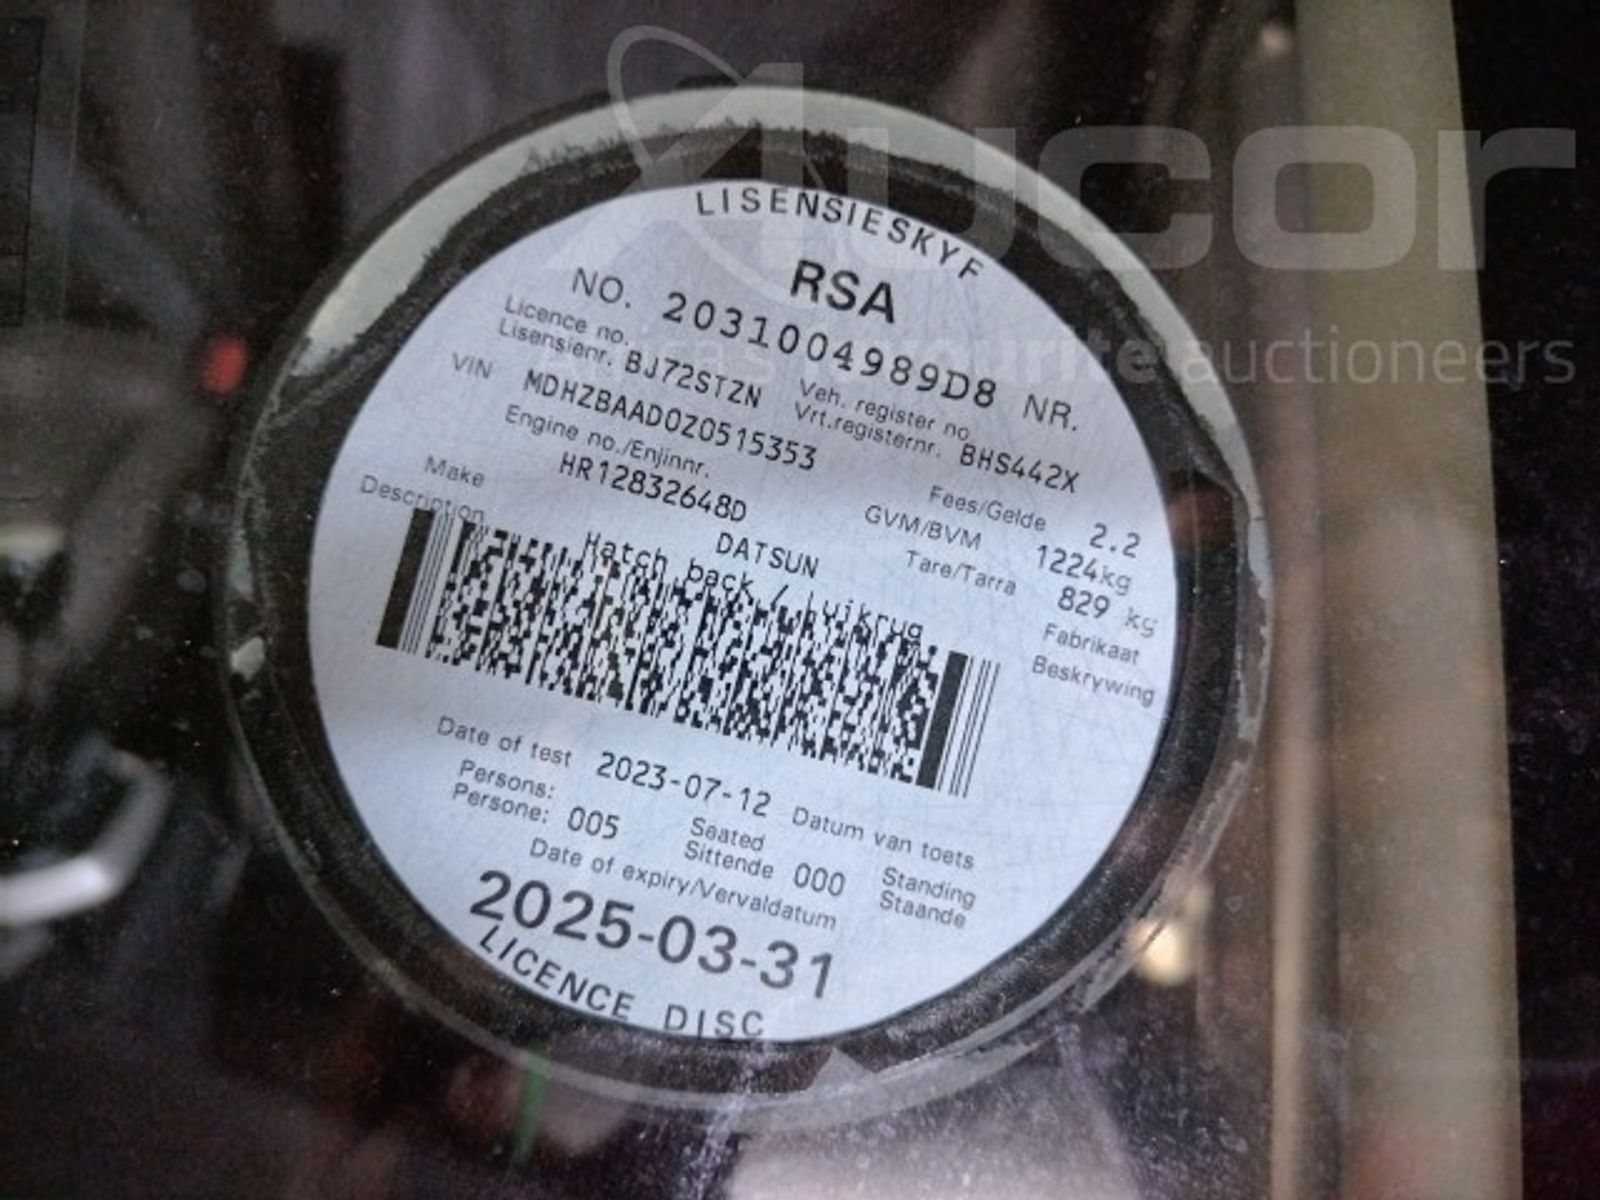 Aucor
Africa's favourite auctioneers
LISENSIESKYF
RSA
NO. 2031004989D8 NR.
Licence no.
Lisensienr. BJ72STZN
Veh. register no.
Vrt.registernr. BHS442X
VIN MDHZBAAD0Z0515353
Engine no./Enjinnr.
HR12832648D
Fees/Gelde 2.2
GVM/BVM 1224kg
Tare/Tarra 829 kg
Make DATSUN Fabrikaat
Description Hatch back / Luikrug Beskrywing
Date of test 2023-07-12 Datum van toets
Persons:
Persone: 005
Seated
Sittende 000
Standing
Staande
Date of expiry/Vervaldatum
2025-03-31
LICENCE DISC